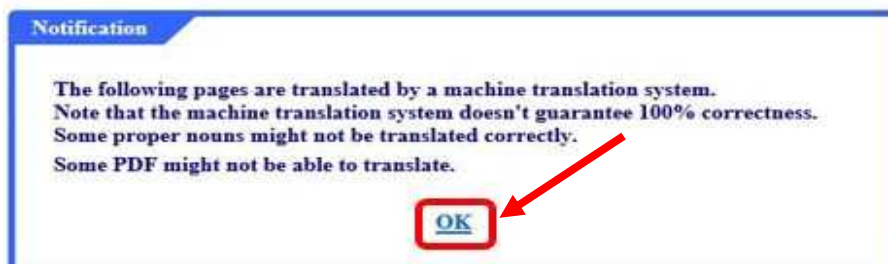 Notification
The following pages are translated by a machine translation system.
Note that the machine translation system doesn't guarantee 100% correctness.
Some proper nouns might not be translated correctly.
Some PDF might not be able to translate.
OK